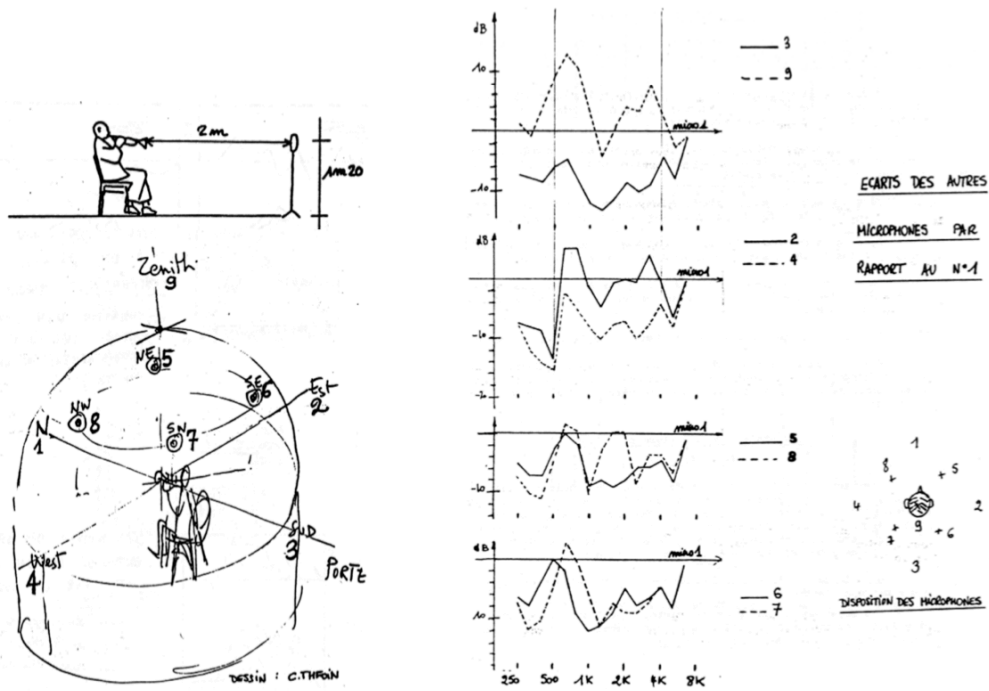 2m
1m20
Zénith
9
NE 5
SE 6
Est
2
NW 8
N
1
SN 7
Sud
3
PORTE
West
4
DESSIN : C.THFOIN
dB
10
-10
micro1
3
9
dB
-10
micro1
2
4
-10
micro1
5
8
dB
10
micro1
6
7
250 500 1K 2K 4K 8K
ECARTS DES AUTRES
MICROPHONES PAR
RAPPORT AU N°1
1
8 5
4 2
9
7 6
3
DISPOSITION DES MICROPHONES